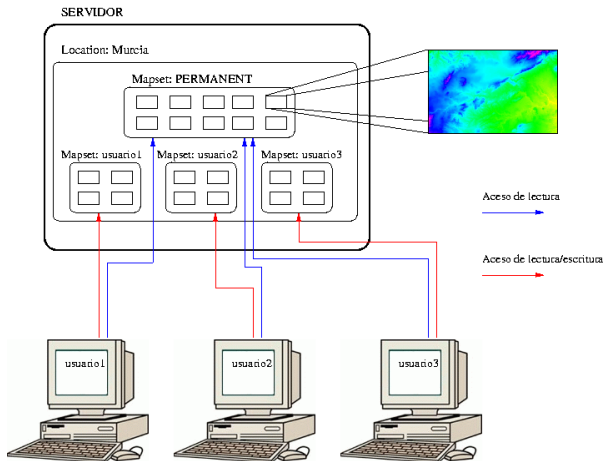 SERVIDOR
Location: Murcia
Mapset: PERMANENT
Mapset: usuario1
Mapset: usuario2
Mapset: usuario3
Aceso de lectura
Aceso de lectura/escritura
usuario1
usuario2
usuario3